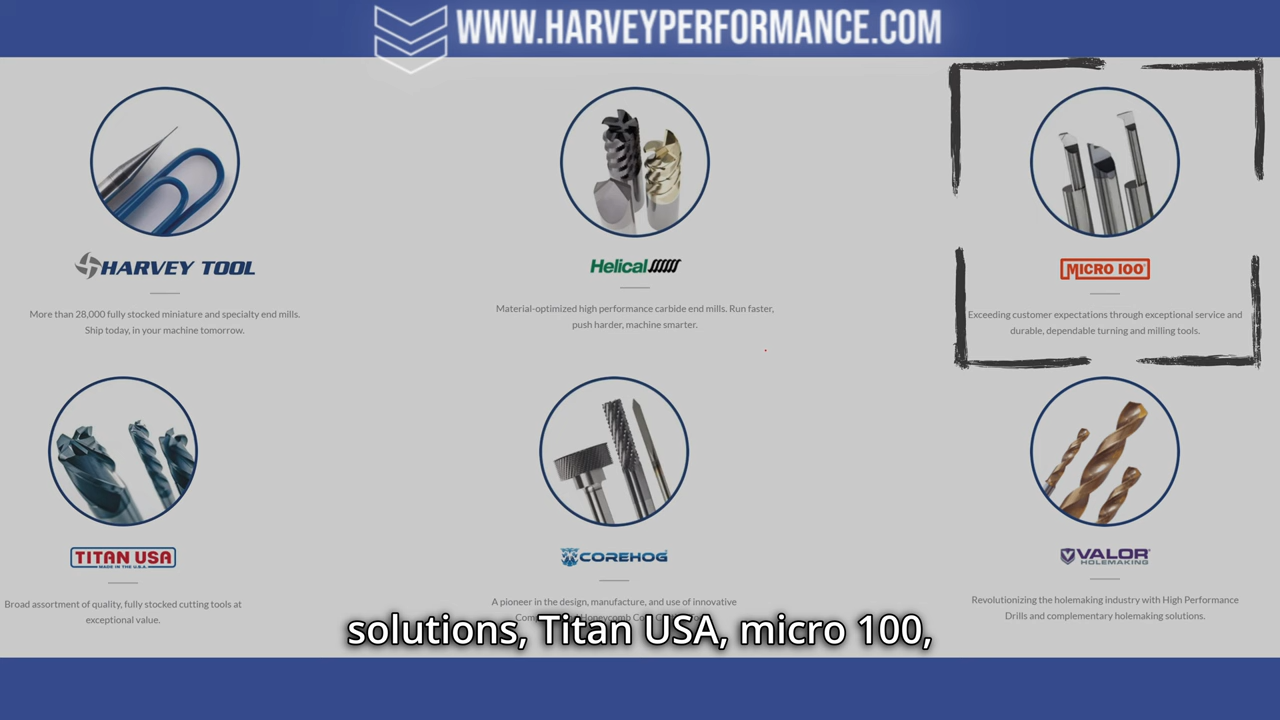 WWW.HARVEYPERFORMANCE.COM
HARVEY TOOL
More than 28,000 fully stocked miniature and specialty end mills.
Ship today, in your machine tomorrow.
Helical
Material-optimized high performance carbide end mills. Run faster,
push harder, machine smarter.
MICRO 100
Exceeding customer expectations through exceptional service and
durable, dependable turning and milling tools.
TITAN USA
MADE IN THE U.S.A.
Broad assortment of quality, fully stocked cutting tools at
exceptional value.
COREHOG
A pioneer in the design, manufacture, and use of innovative
VALOR
HOLEMAKING
Revolutionizing the holemaking industry with High Performance
Drills and complementary holemaking solutions.
solutions, Titan USA, micro 100,